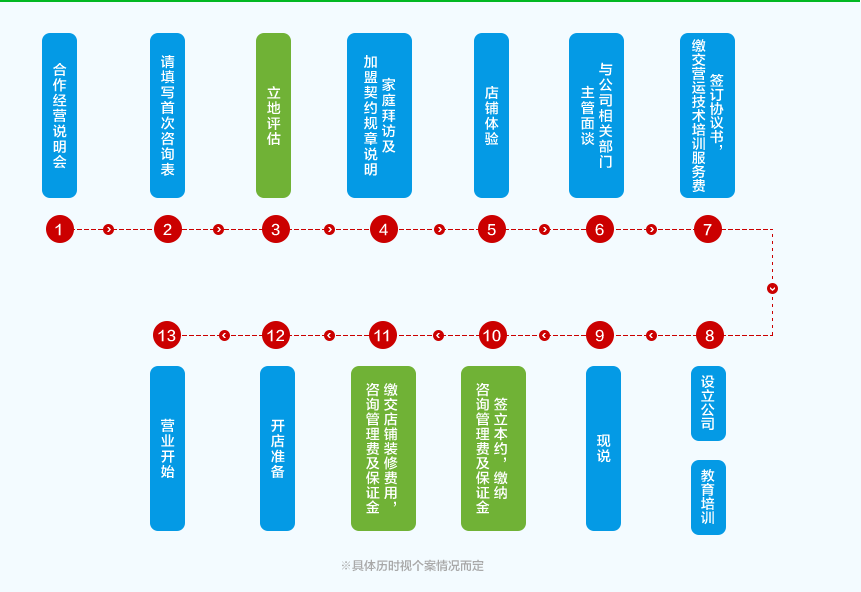 合作经营说明会
请填写首次咨询表
立地评估
家庭拜访及
加盟契约规章说明
店铺体验
与公司相关部门
主管面谈
签订协议书，
缴交营运技术培训服务费
1
2
3
4
5
6
7
13
12
11
10
9
8
营业开始
开店准备
缴交店铺装修费用，
咨询管理费及保证金
签立本约，缴纳
咨询管理费及保证金
现说
设立公司
教育培训
※具体历时视个案情况而定